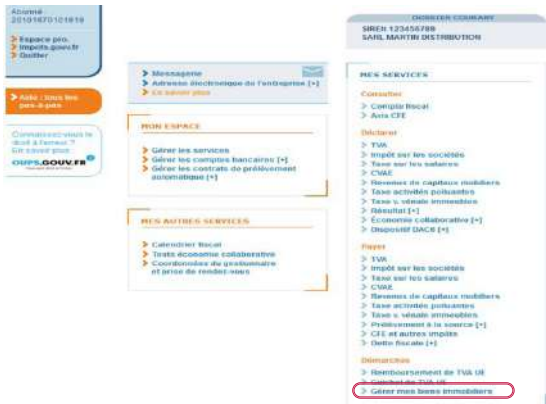 Abonné
20101670101619
Espace pro.
Impots.gouv.fr
Quitter
Aide : tous les
pas-à-pas
Connaissez-vous le
droit à l'erreur ?
En savoir plus
OUPS.GOUV.FR
Messagerie
Adresse électronique de l'entreprise [+]
En savoir plus
MON ESPACE
Gérer les services
Gérer les comptes bancaires [+]
Gérer les contrats de prélèvement
automatique [+]
MES AUTRES SERVICES
Calendrier fiscal
Tests économie collaborative
Coordonnées du gestionnaire
et prise de rendez-vous
DOSSIER COURANT
SIREN 123456789
SARL MARTIN DISTRIBUTION
MES SERVICES
Consulter
Compte fiscal
Avis CFE
Déclarer
TVA
Impôt sur les sociétés
Taxe sur les salaires
CVAE
Revenus de capitaux mobiliers
Taxe activités polluantes
Taxe v. vénale immeubles
Résultat [+]
Économie collaborative [+]
Dispositif DAC6 [+]
Payer
TVA
Impôt sur les sociétés
Taxe sur les salaires
CVAE
Revenus de capitaux mobiliers
Taxe activités polluantes
Taxe v. vénale immeubles
Prélèvement à la source [+]
CFE et autres impôts
Dette fiscale [+]
Démarches
Remboursement de TVA UE
Guichet de TVA UE
Gérer mes biens immobiliers